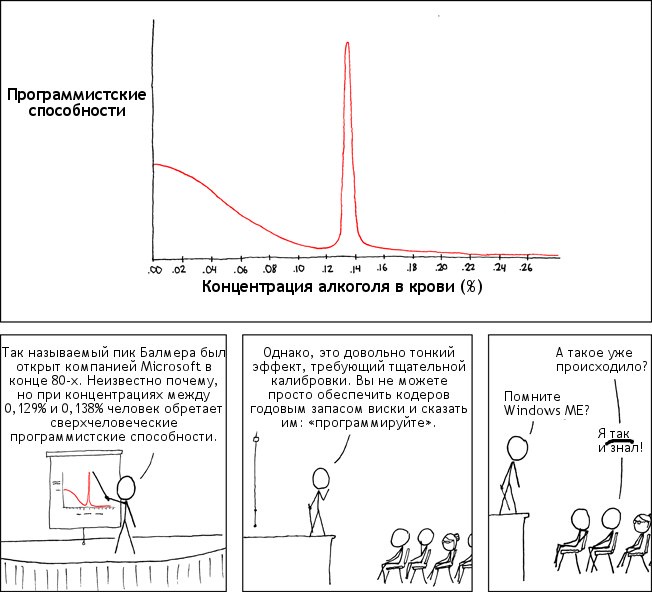 Программистские
способности
.00 .02 .04 .06 .08 .10 .12 .14 .16 .18 .20 .22 .24 .26
Концентрация алкоголя в крови (%)
Так называемый пик Балмера был
открыт компанией Microsoft в
конце 80-х. Неизвестно почему,
но при концентрациях между
0,129% и 0,138% человек обретает
сверхчеловеческие
программистские способности.
Однако, это довольно тонкий
эффект, требующий тщательной
калибровки. Вы не можете
просто обеспечить кодеров
годовым запасом виски и сказать
им: «программируйте».
А такое уже
происходило?
Помните
Windows ME?
Я так
и знал!